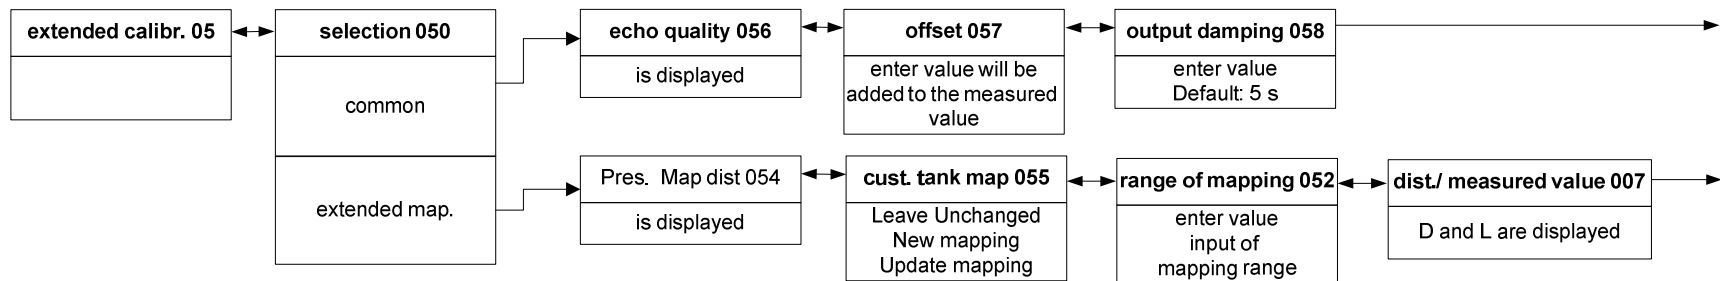 extended calibr. 05
selection 050
common
extended map.
echo quality 056
is displayed
offset 057
enter value will be
added to the measured
value
output damping 058
enter value
Default: 5 s
Pres. Map dist 054
is displayed
cust. tank map 055
Leave Unchanged
New mapping
Update mapping
range of mapping 052
enter value
input of
mapping range
dist./ measured value 007
D and L are displayed